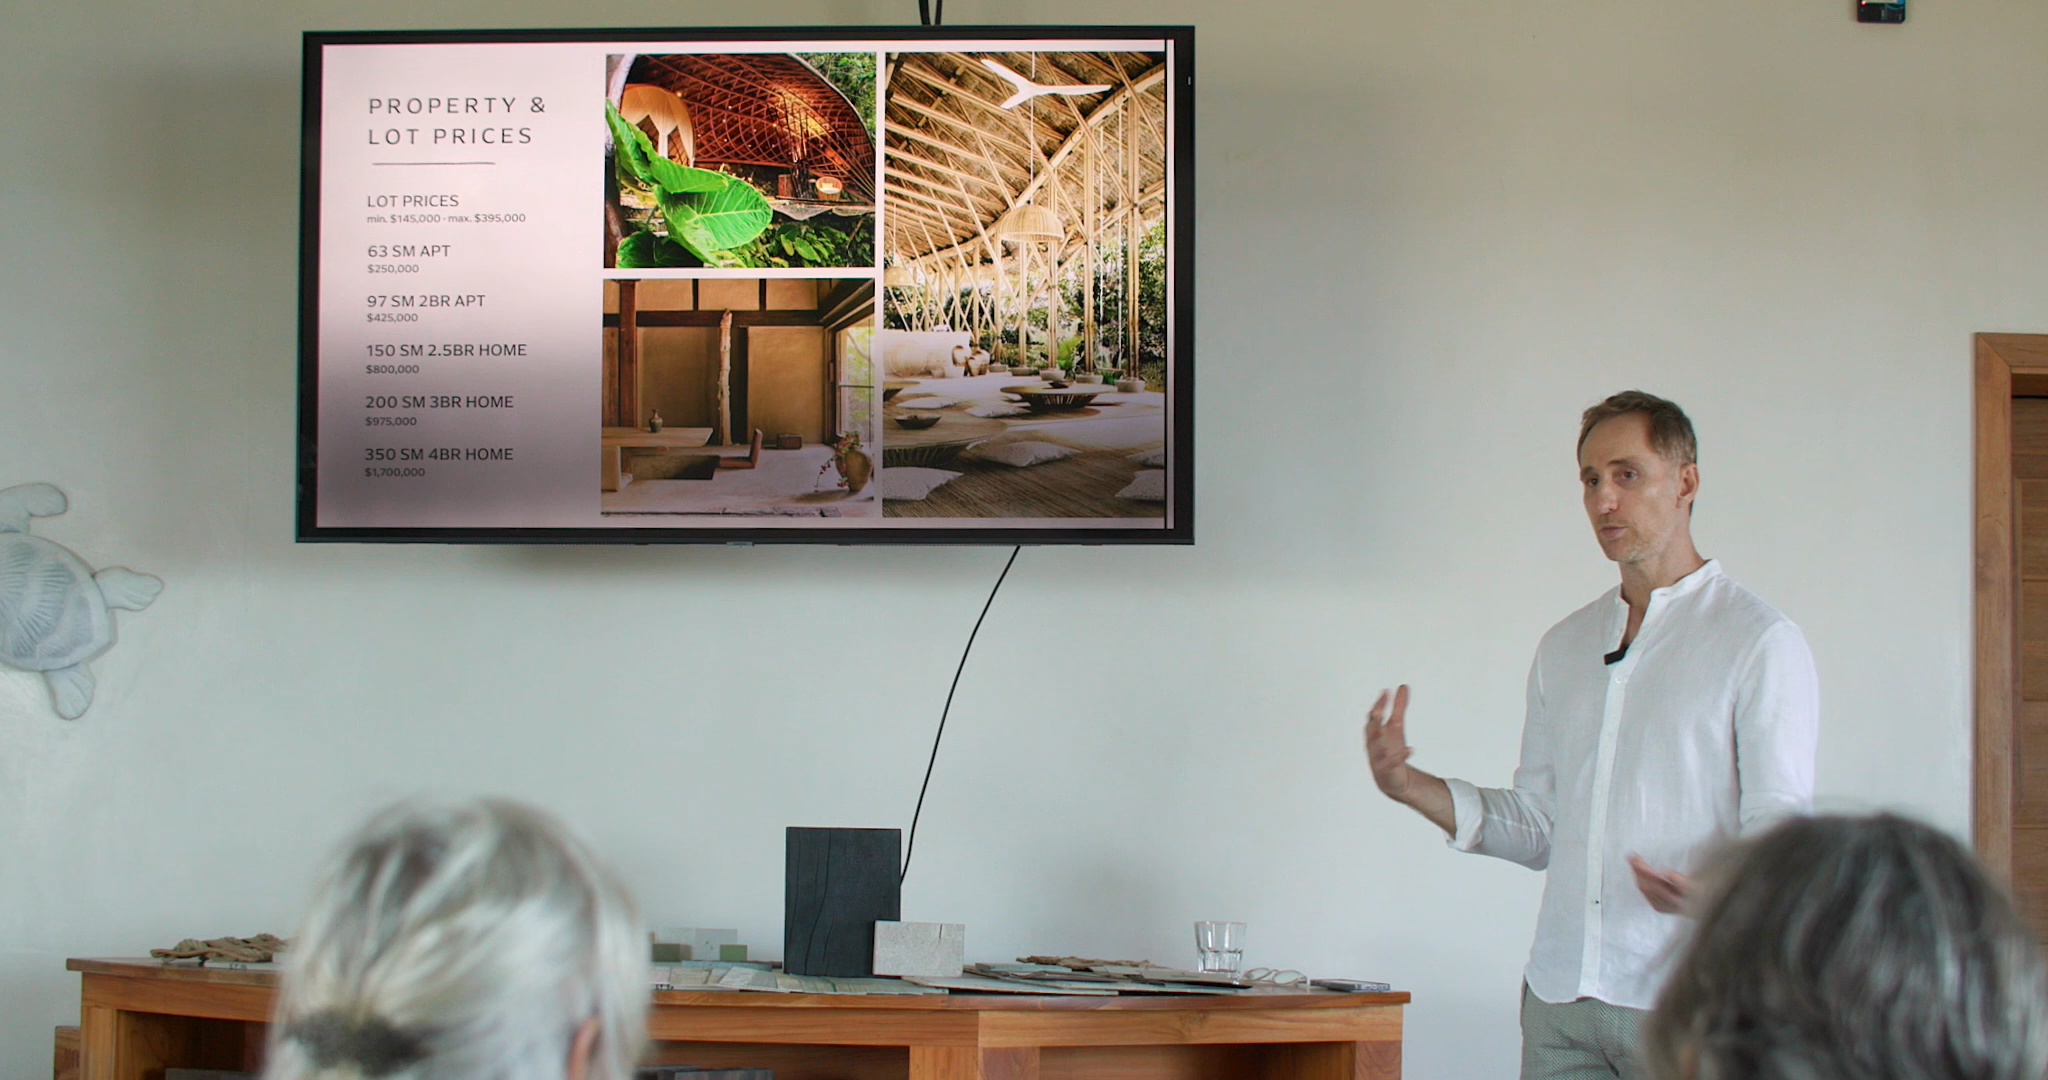 PROPERTY &
LOT PRICES
LOT PRICES
min. $145,000 - max. $395,000
63 SM APT
$250,000
97 SM 2BR APT
$425,000
150 SM 2.5BR HOME
$800,000
200 SM 3BR HOME
$975,000
350 SM 4BR HOME
$1,700,000